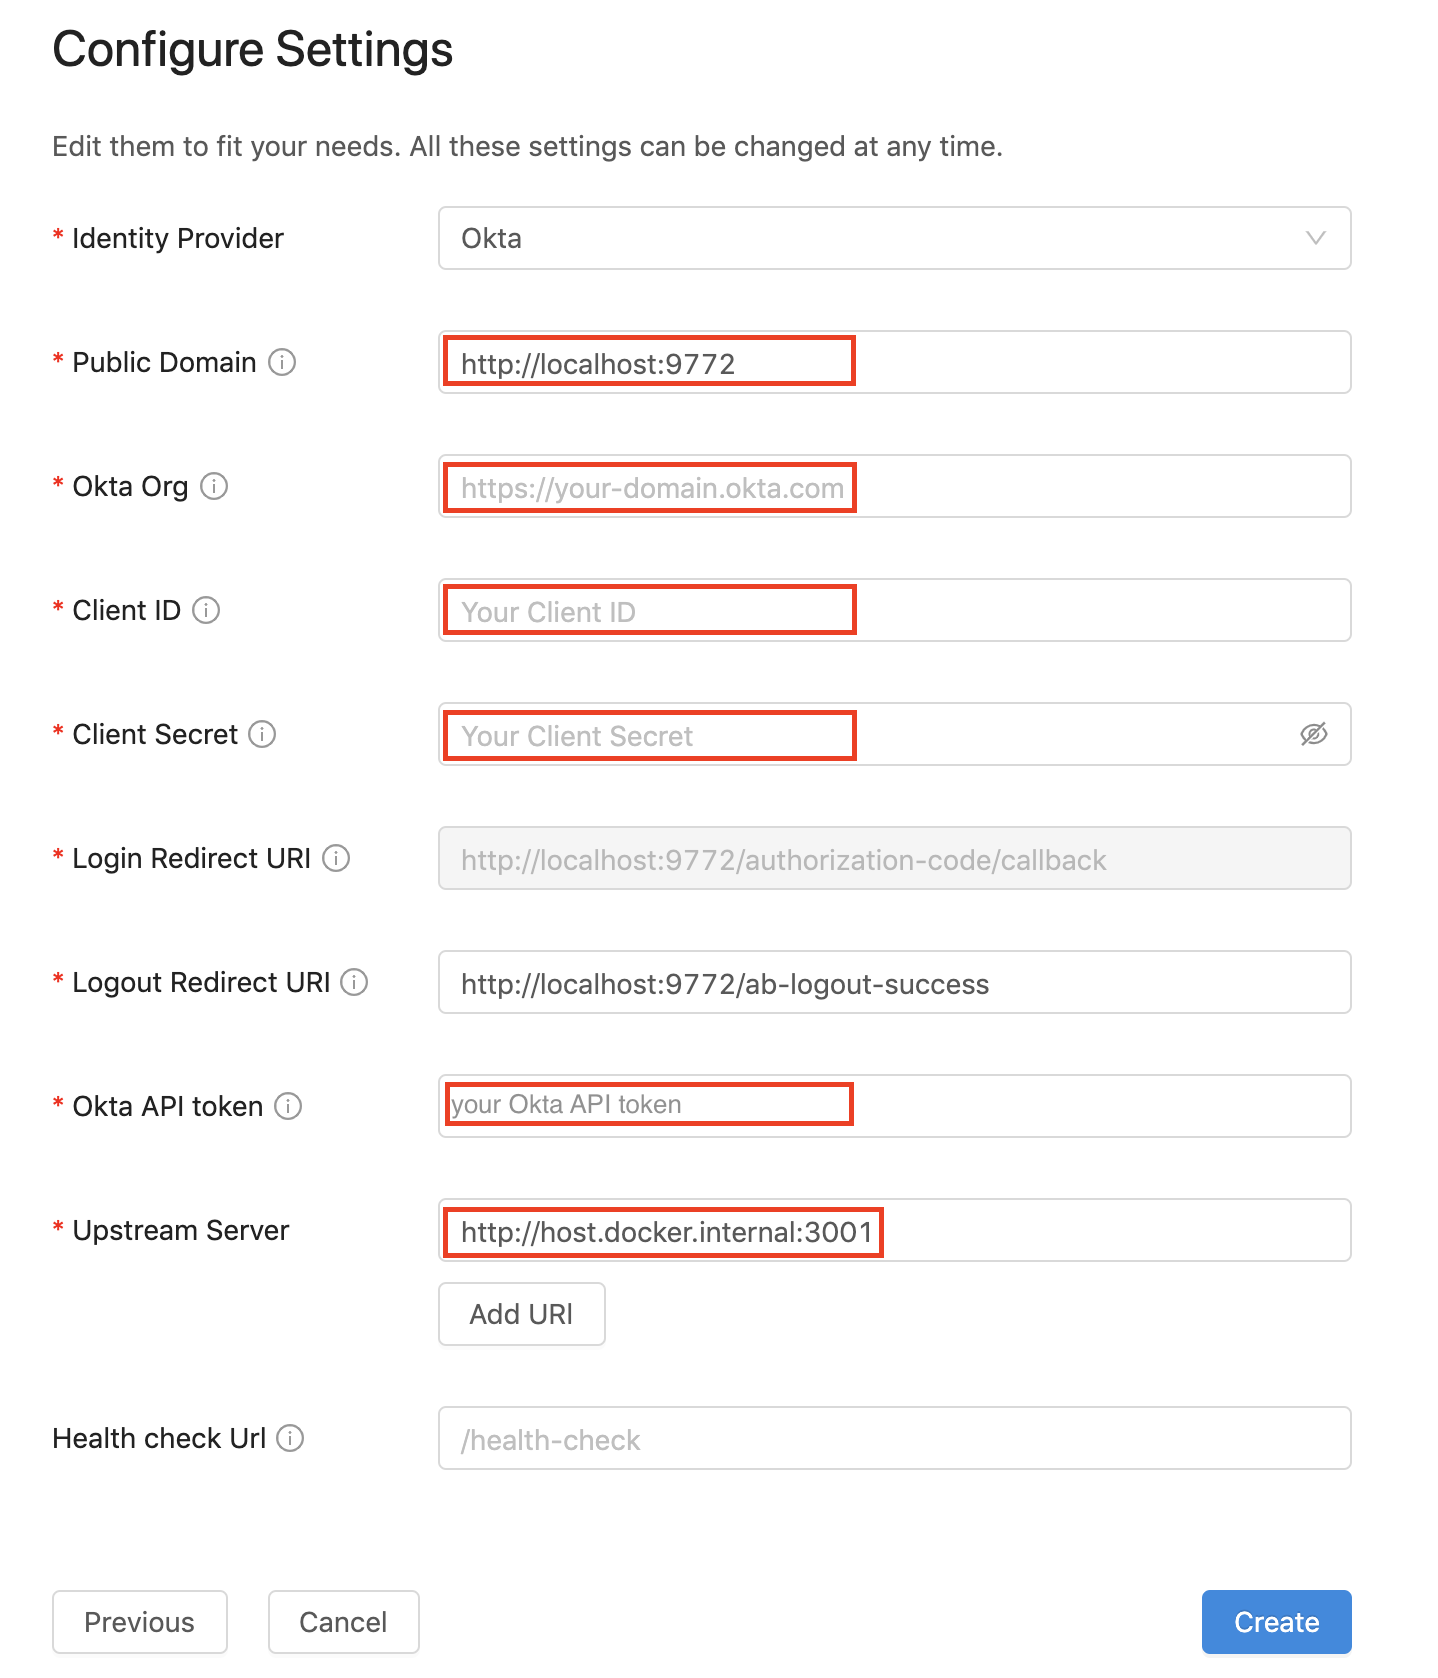 Configure Settings
Edit them to fit your needs. All these settings can be changed at any time.
* Identity Provider
Okta
* Public Domain
http://localhost:9772
* Okta Org
https://your-domain.okta.com
* Client ID
Your Client ID
* Client Secret
Your Client Secret
* Login Redirect URI
http://localhost:9772/authorization-code/callback
* Logout Redirect URI
http://localhost:9772/ab-logout-success
* Okta API token
your Okta API token
* Upstream Server
http://host.docker.internal:3001
Add URI
Health check Url
/health-check
Previous
Cancel
Create